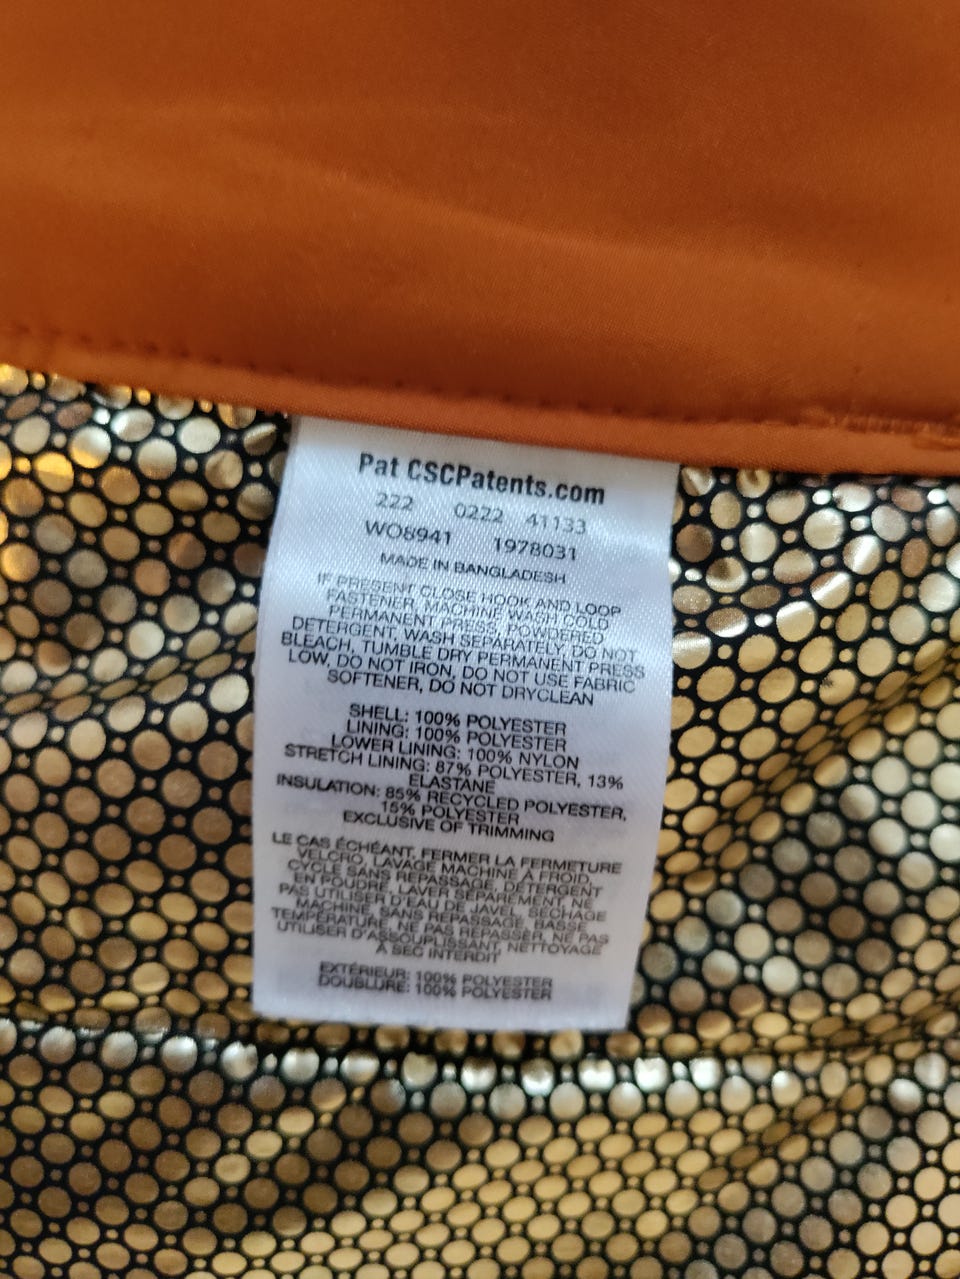 Pat CSCPatents.com
222 0222 41133
WO8941 1978031
MADE IN BANGLADESH
IF PRESENT CLOSE HOOK AND LOOP
FASTENER, MACHINE WASH COLD
PERMANENT PRESS, POWDERED
DETERGENT, WASH SEPARATELY, DO NOT
BLEACH, TUMBLE DRY PERMANENT PRESS
LOW, DO NOT IRON, DO NOT USE FABRIC
SOFTENER, DO NOT DRYCLEAN
SHELL: 100% POLYESTER
LINING: 100% POLYESTER
LOWER LINING: 100% NYLON
STRETCH LINING: 87% POLYESTER, 13%
ELASTANE
INSULATION: 85% RECYCLED POLYESTER,
15% POLYESTER
EXCLUSIVE OF TRIMMING
LE CAS ÉCHÉANT, FERMER LA FERMETURE
VELCRO, LAVAGE MACHINE À FROID,
CYCLE SANS REPASSAGE, DÉTERGENT
EN POUDRE, LAVER SÉPARÉMENT, NE
PAS UTILISER D'EAU DE JAVEL, SÉCHAGE
MACHINE, SANS REPASSAGE, BASSE
TEMPÉRATURE, NE PAS REPASSER, NE PAS
UTILISER D'ASSOUPLISSANT, NETTOYAGE
À SEC INTERDIT
EXTÉRIEUR: 100% POLYESTER
DOUBLURE: 100% POLYESTER